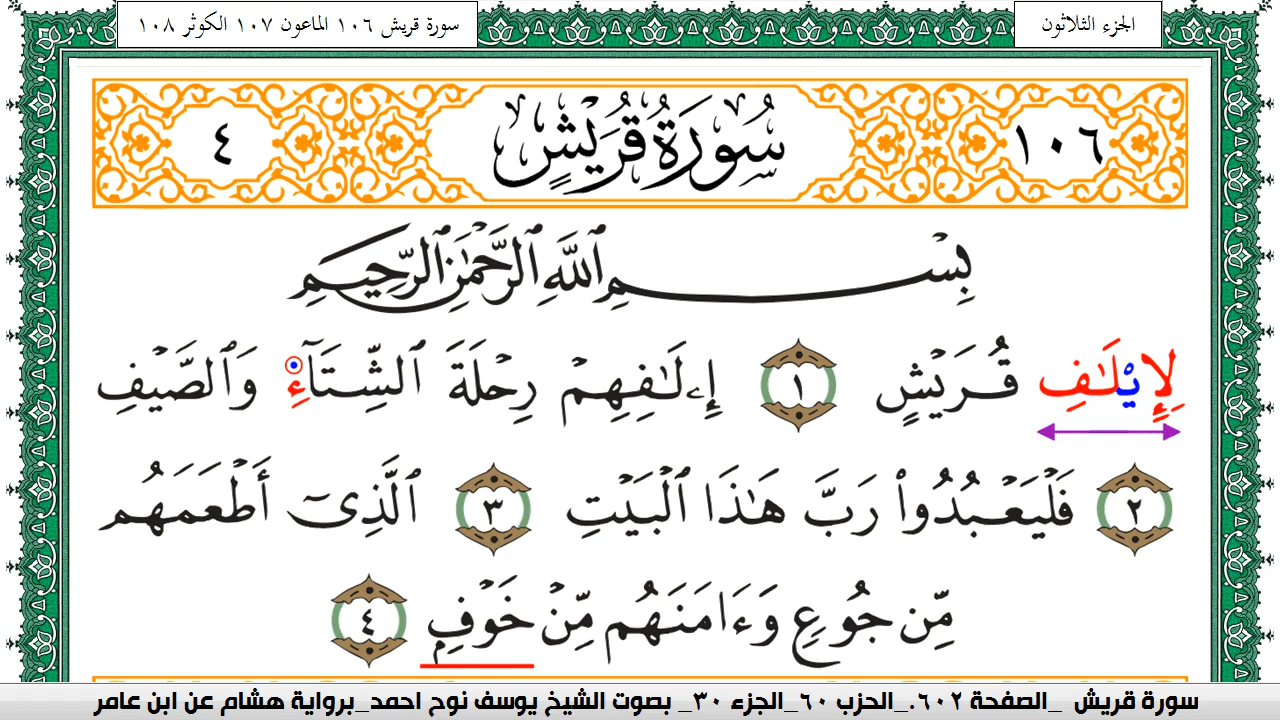 الجزء الثلاثون
سورة قريش ١٠٦ الماعون ١٠٧ الكوثر ١٠٨
١٠٦ سُورَةُ قُرَيْشٍ ٤
بِسْمِ ٱللَّهِ ٱلرَّحْمَٰنِ ٱلرَّحِيمِ
لِإِيْلَٰفِ قُرَيْشٍ ١ إِۦلَٰفِهِمْ رِحْلَةَ ٱلشِّتَآءِ وَٱلصَّيْفِ
٢ فَلْيَعْبُدُوا۟ رَبَّ هَٰذَا ٱلْبَيْتِ ٣ ٱلَّذِىٓ أَطْعَمَهُم
مِّن جُوعٍ وَءَامَنَهُم مِّنْ خَوْفٍۭ ٤
سورة قريش _الصفحة ٦٠٢._الحزب ٦٠_الجزء ٣٠_ بصوت الشيخ يوسف نوح احمد_برواية هشام عن ابن عامر